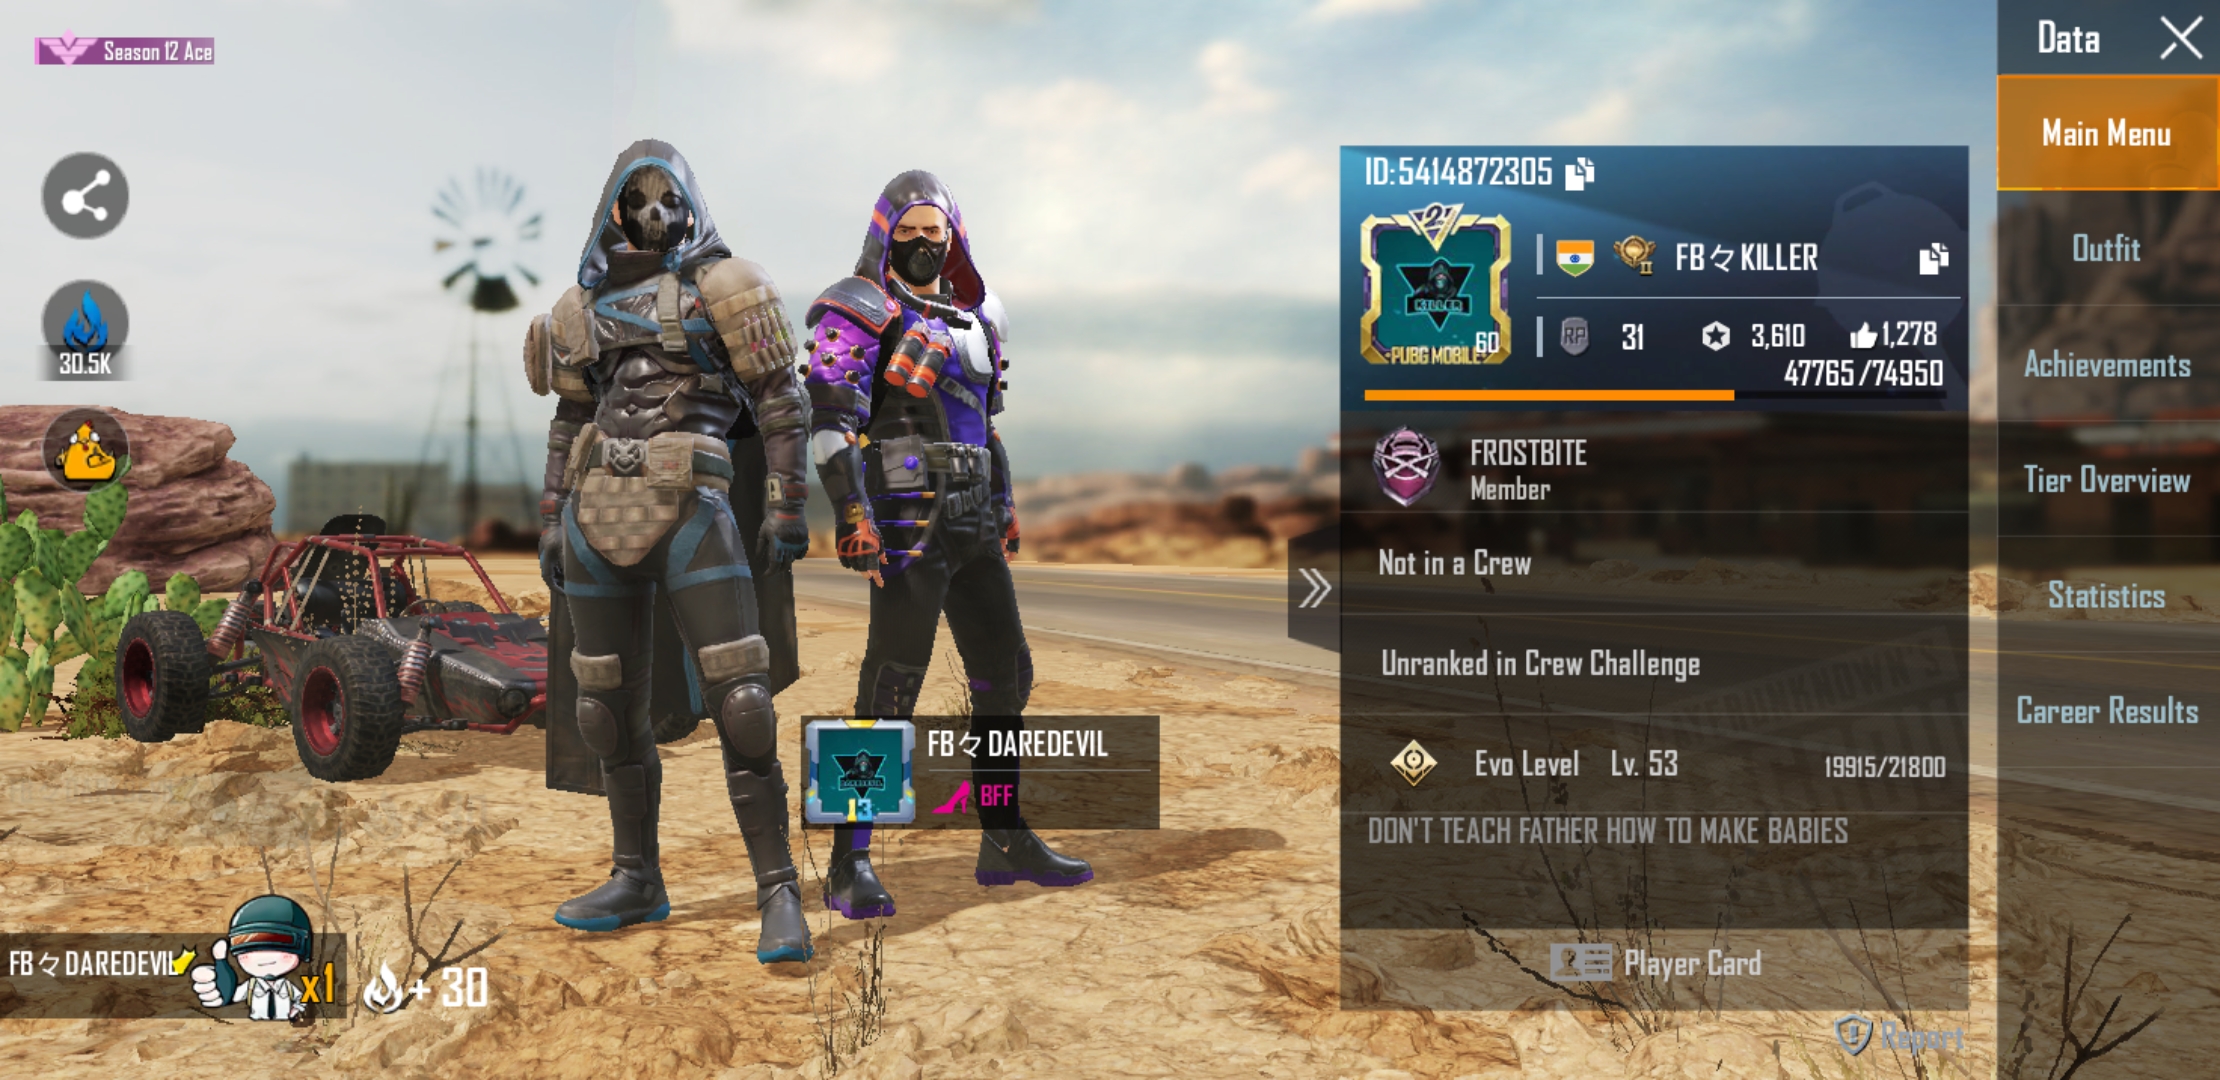 Season 12 Ace
30.5K
FB々DAREDEVIL
BFF
13
FB々DAREDEVIL
x1
+ 30
ID:5414872305
FB々KILLER
KILLER
60
PUBG MOBILE
RP 31 3,610 1,278
47765/74950
FROSTBITE
Member
Not in a Crew
Unranked in Crew Challenge
Evo Level Lv. 53 19915/21800
DON'T TEACH FATHER HOW TO MAKE BABIES
Player Card
Report
Data
Main Menu
Outfit
Achievements
Tier Overview
Statistics
Career Results